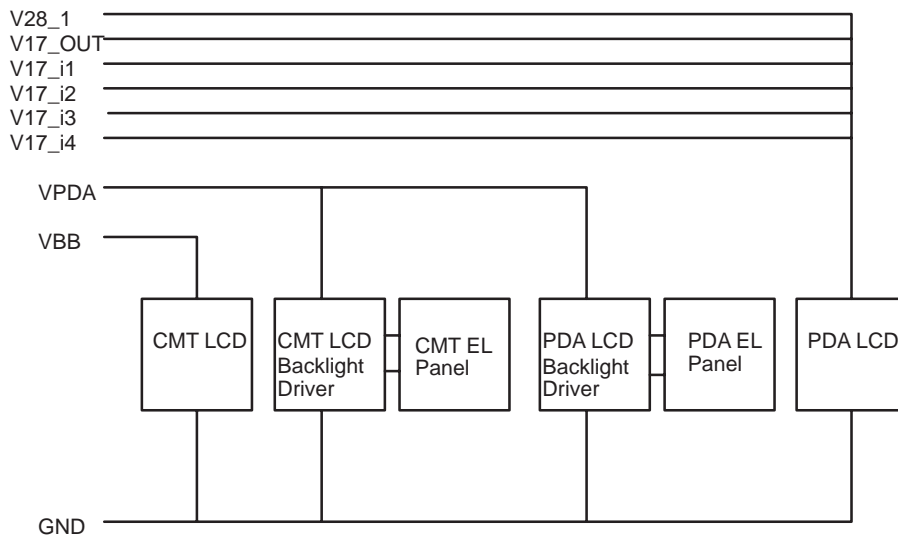 V28_1
V17_OUT
V17_i1
V17_i2
V17_i3
V17_i4
VPDA
VBB
CMT LCD
CMT LCD
Backlight
Driver
CMT EL
Panel
PDA LCD
Backlight
Driver
PDA EL
Panel
PDA LCD
GND